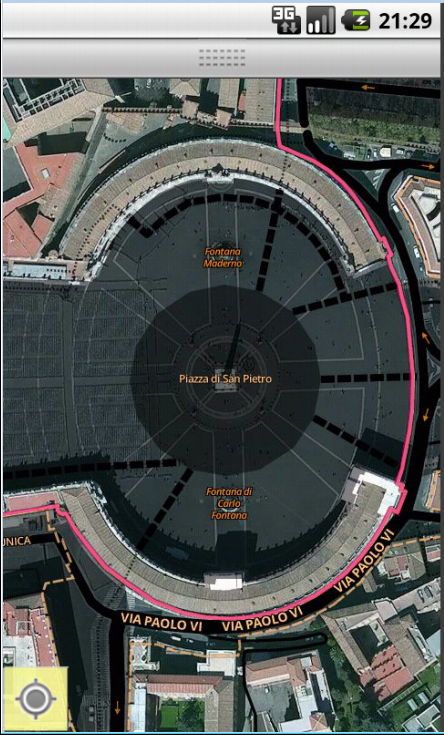 3G
21:29
Fontana
Maderno
Piazza di San Pietro
Fontana di
Carlo
Fontana
UNICA
VIA PAOLO VI
VIA PAOLO VI
VIA PAOLO VI